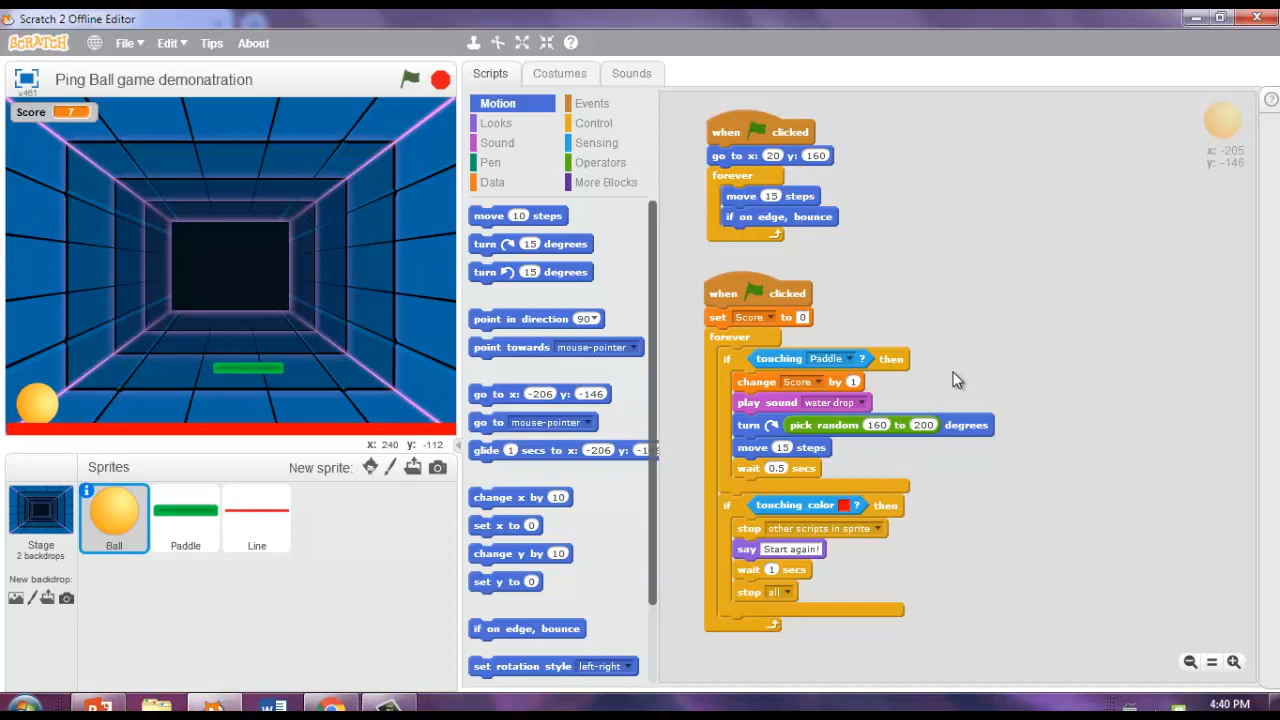 Scratch 2 Offline Editor
SCRATCH File Edit Tips About
v461
Ping Ball game demonatration
Score 7
x: 240 y: -112
Sprites New sprite:
Stage
2 backdrops
New backdrop:
Ball
Paddle
Line
Scripts Costumes Sounds
Motion Events
Looks Control
Sound Sensing
Pen Operators
Data More Blocks
move 10 steps
turn 15 degrees
turn 15 degrees
point in direction 90
point towards mouse-pointer
go to x: -206 y: -146
go to mouse-pointer
glide 1 secs to x: -206 y:
change x by 10
set x to 0
change y by 10
set y to 0
if on edge, bounce
set rotation style left-right
when clicked
go to x: 20 y: 160
forever
move 15 steps
if on edge, bounce
when clicked
set Score to 0
forever
if touching Paddle ? then
change Score by 1
play sound water drop
turn pick random 160 to 200 degrees
move 15 steps
wait 0.5 secs
if touching color ? then
stop other scripts in sprite
say Start again!
wait 1 secs
stop all
x: -205
y: -146
4:40 PM